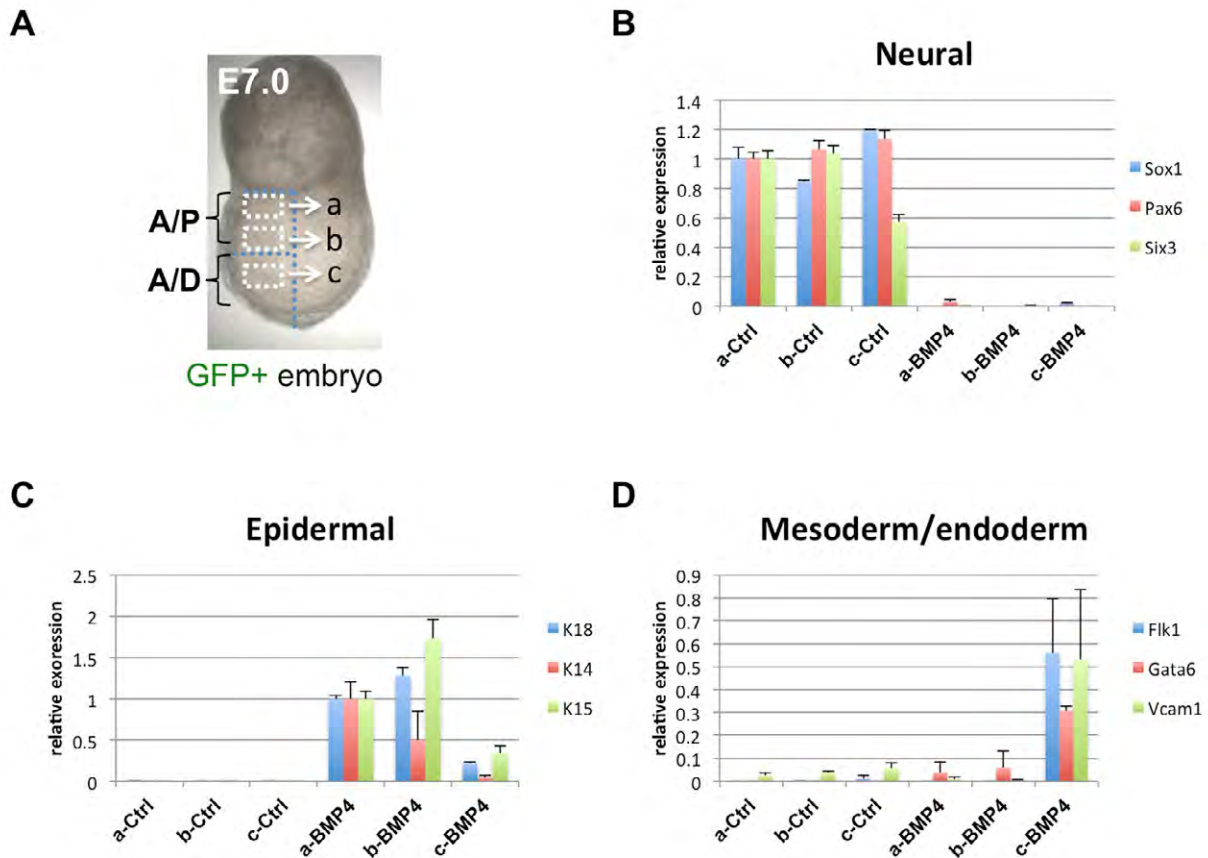 A
E7.0
A/P
A/D
a
b
c
GFP+ embryo
B
Neural
relative expression
1.4
1.2
1
0.8
0.6
0.4
0.2
0
a-Ctrl
b-Ctrl
c-Ctrl
a-BMP4
b-BMP4
c-BMP4
Sox1
Pax6
Six3
C
Epidermal
relative exoression
2.5
2
1.5
1
0.5
0
a-Ctrl
b-Ctrl
c-Ctrl
a-BMP4
b-BMP4
c-BMP4
K18
K14
K15
D
Mesoderm/endoderm
relative expression
0.9
0.8
0.7
0.6
0.5
0.4
0.3
0.2
0.1
0
a-Ctrl
b-Ctrl
c-Ctrl
a-BMP4
b-BMP4
c-BMP4
Flk1
Gata6
Vcam1